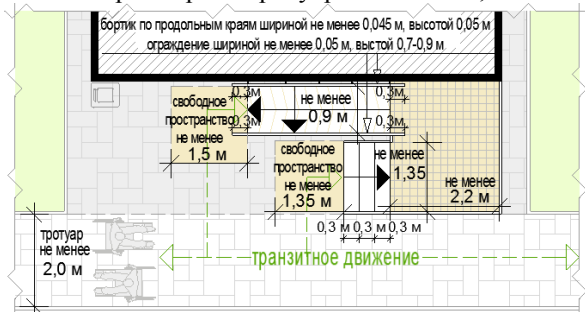 бортик по продольным краям шириной не менее 0,045 м, высотой 0,05 м
ограждение шириной не менее 0,05 м, выстой 0,7-0,9 м
0,3м
0,3м
свободное
пространство
не менее
1,5 м
0,3м
не менее
0,9 м
0,3м
свободное
пространство
не менее
1,35 м
не менее
1,35
не менее
2,2 м
0,3 м 0,3 м 0,3 м
тротуар
не менее
2,0 м
транзитное движение